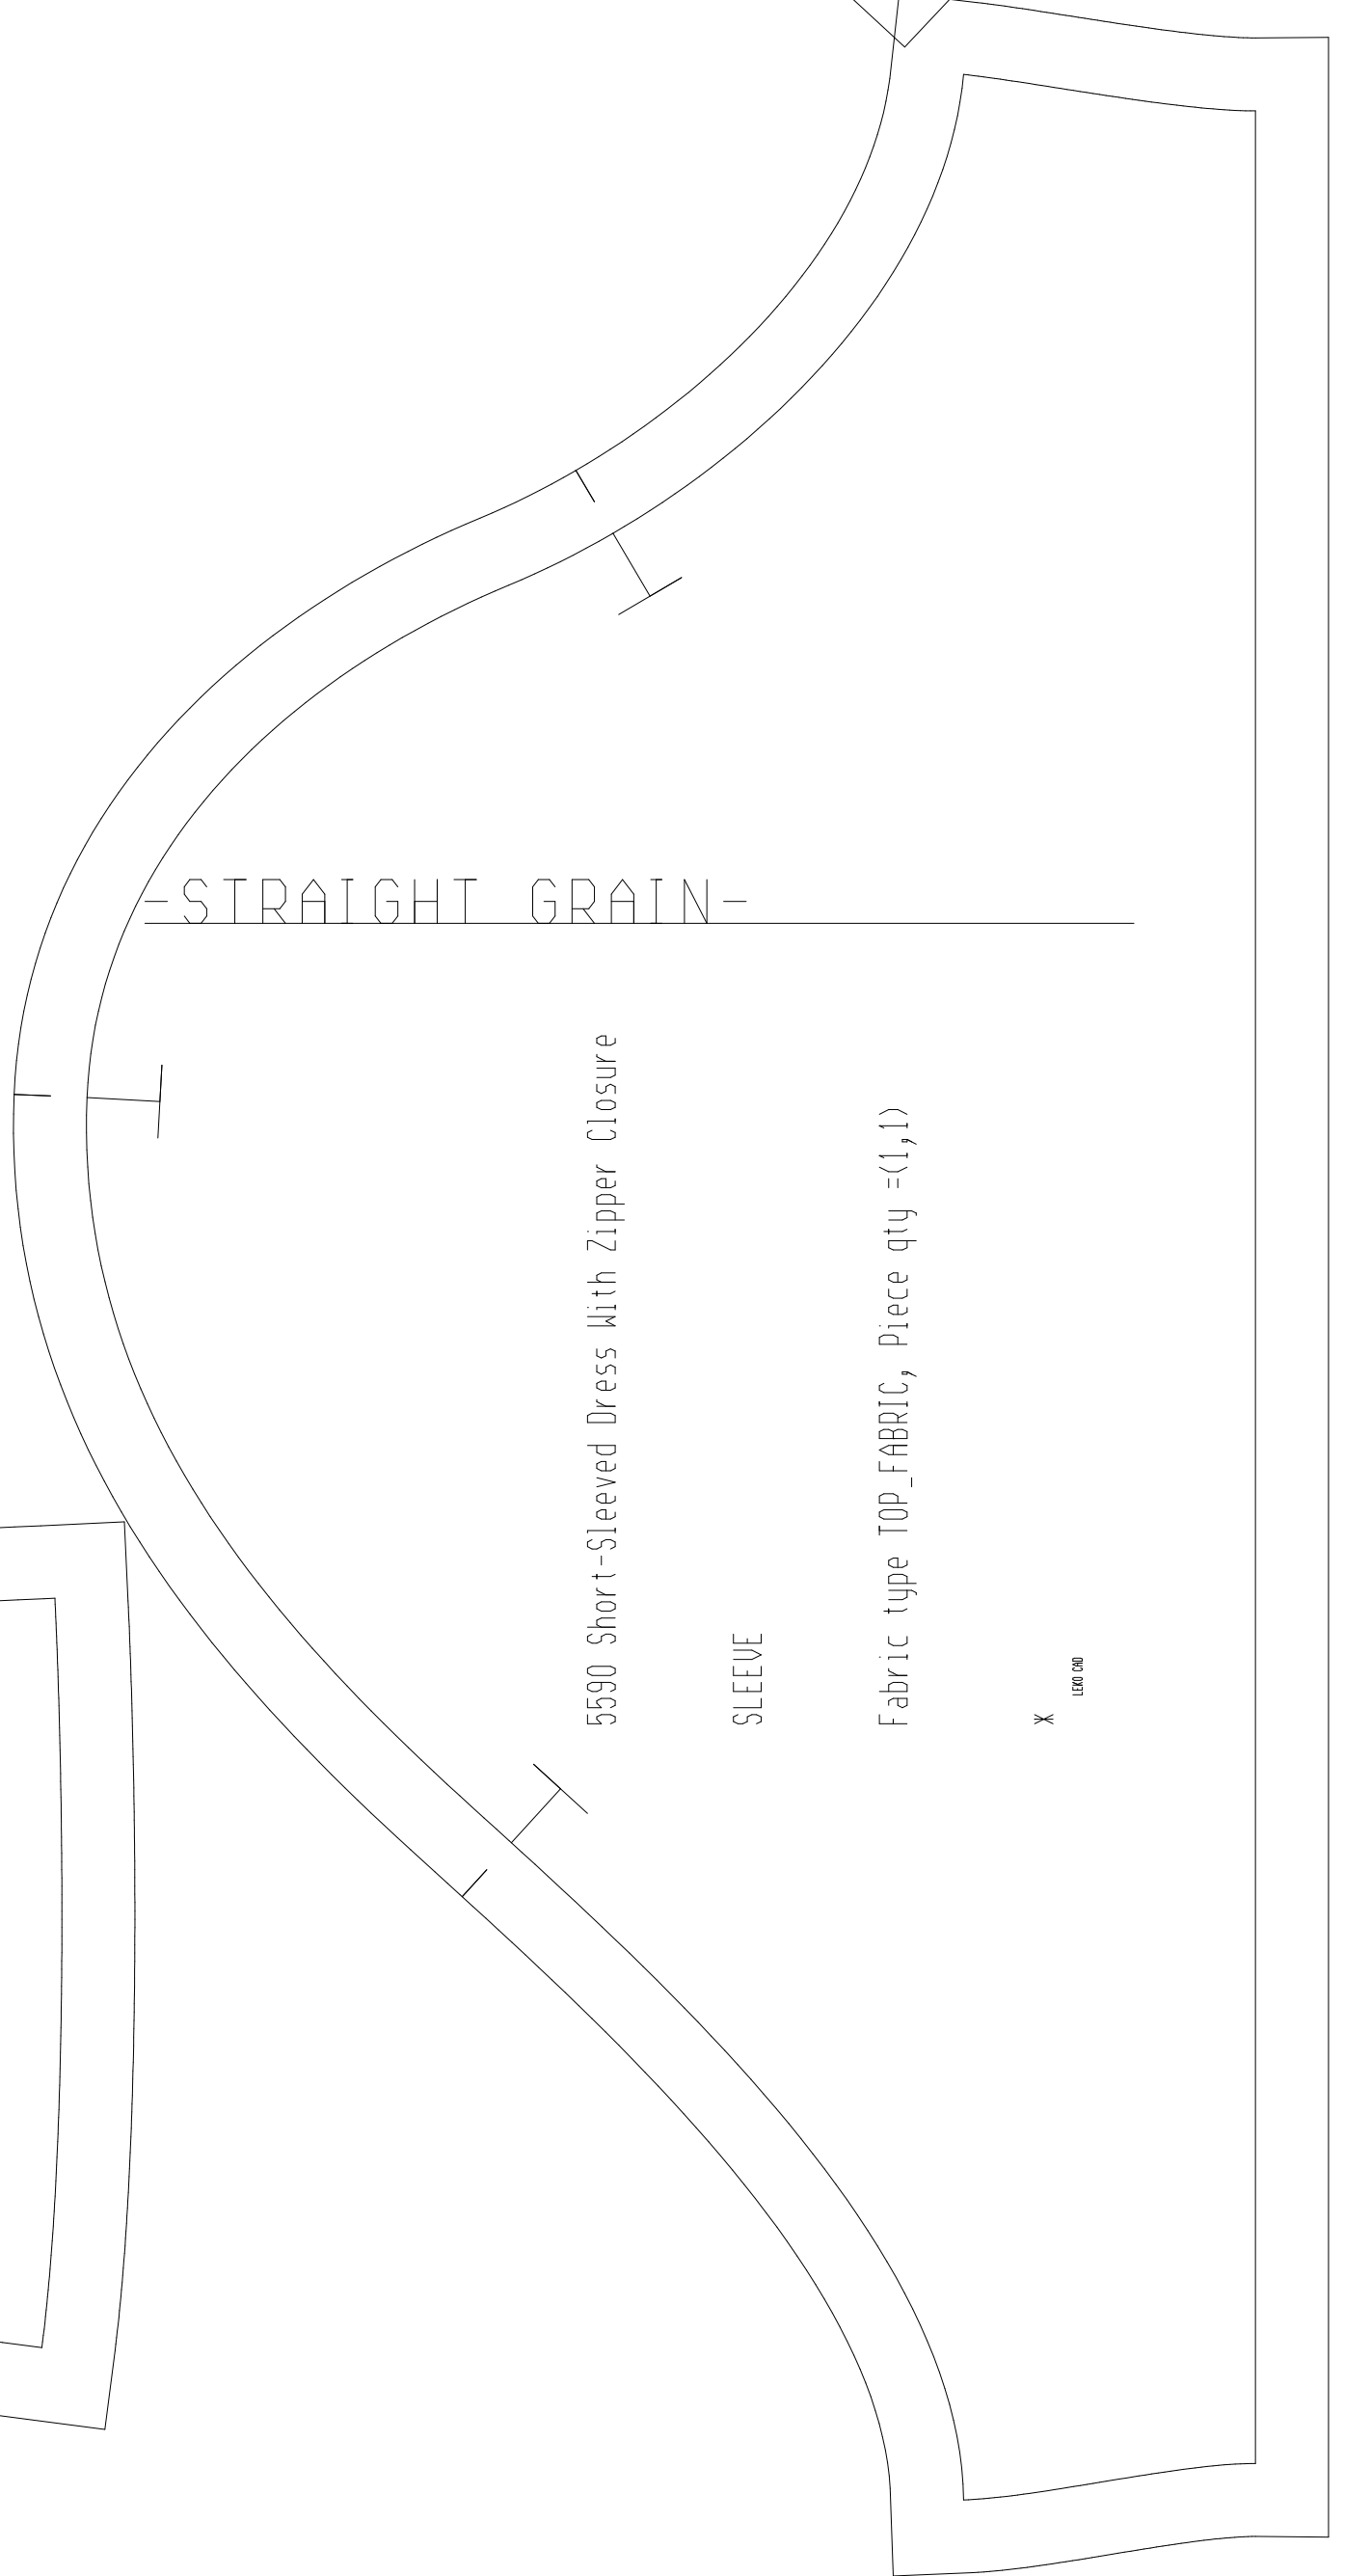 -STRAIGHT GRAIN-
5590 Short-Sleeved Dress With Zipper Closure
SLEEVE
Fabric type TOP_FABRIC, Piece qty =(1,1)
*
LEKO CAD